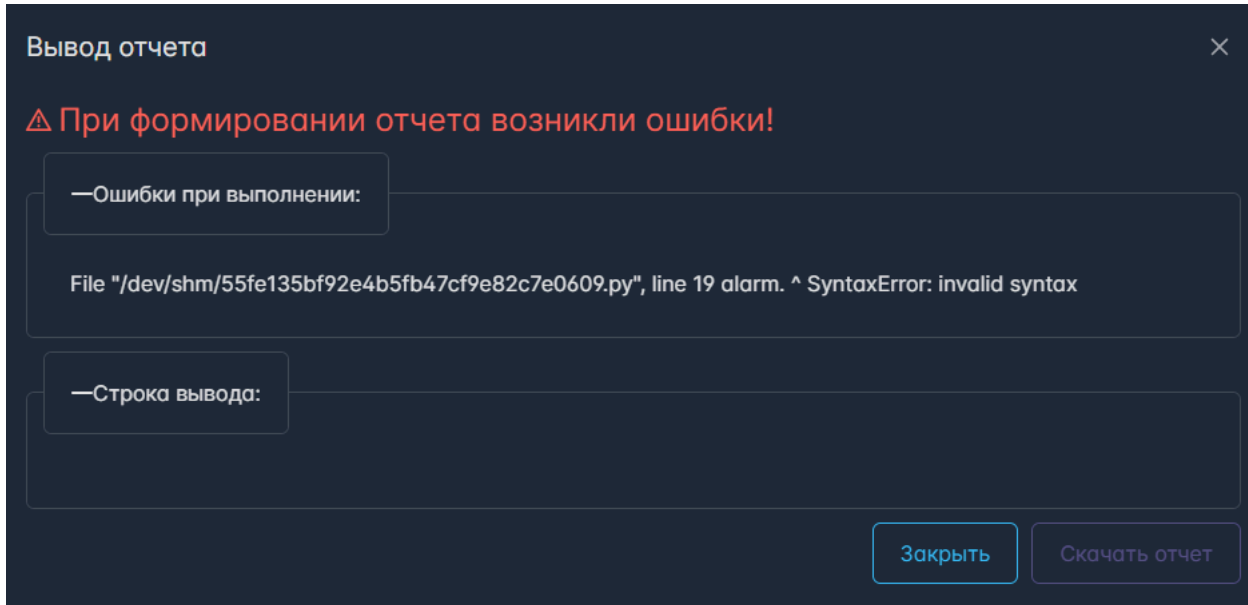 Вывод отчета
⚠ При формировании отчета возникли ошибки!
—Ошибки при выполнении:
File "/dev/shm/55fe135bf92e4b5fb47cf9e82c7e0609.py", line 19 alarm. ^ SyntaxError: invalid syntax
—Строка вывода:
Закрыть
Скачать отчет